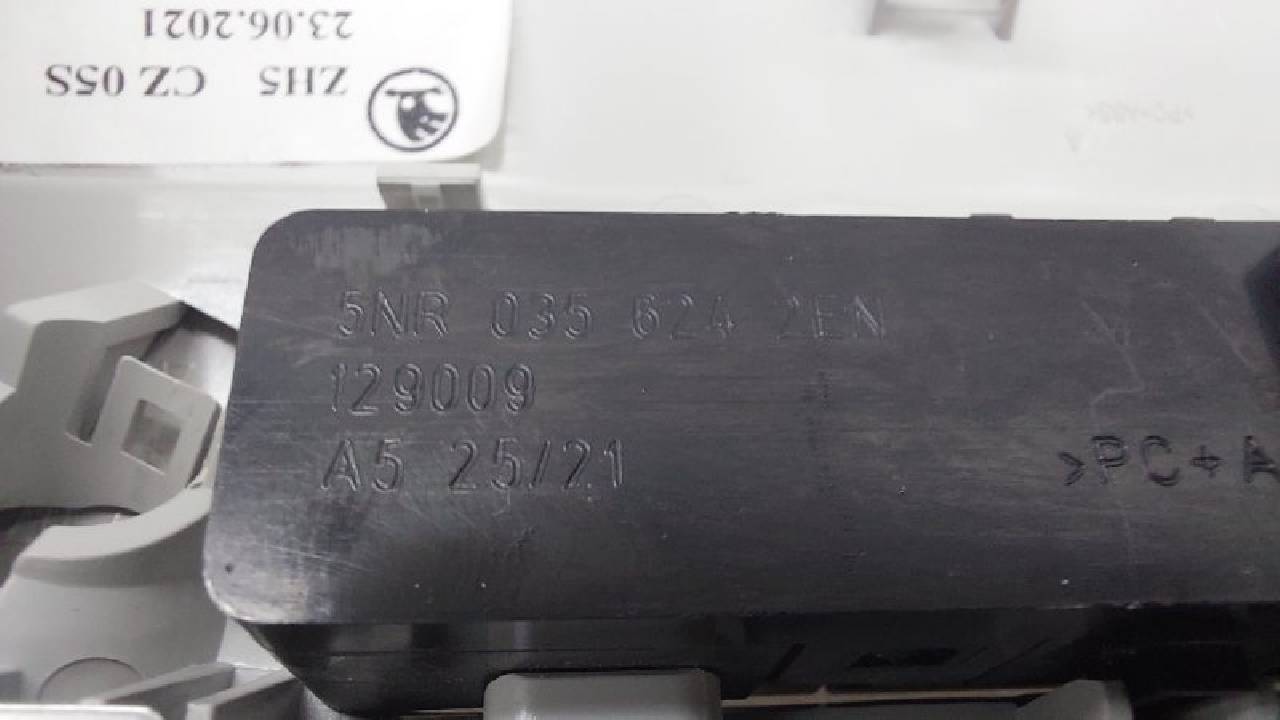 ZH5 CZ 05S
23.06.2021
5NR 035 624 2EN
129009
A5 25/21
>PC+A